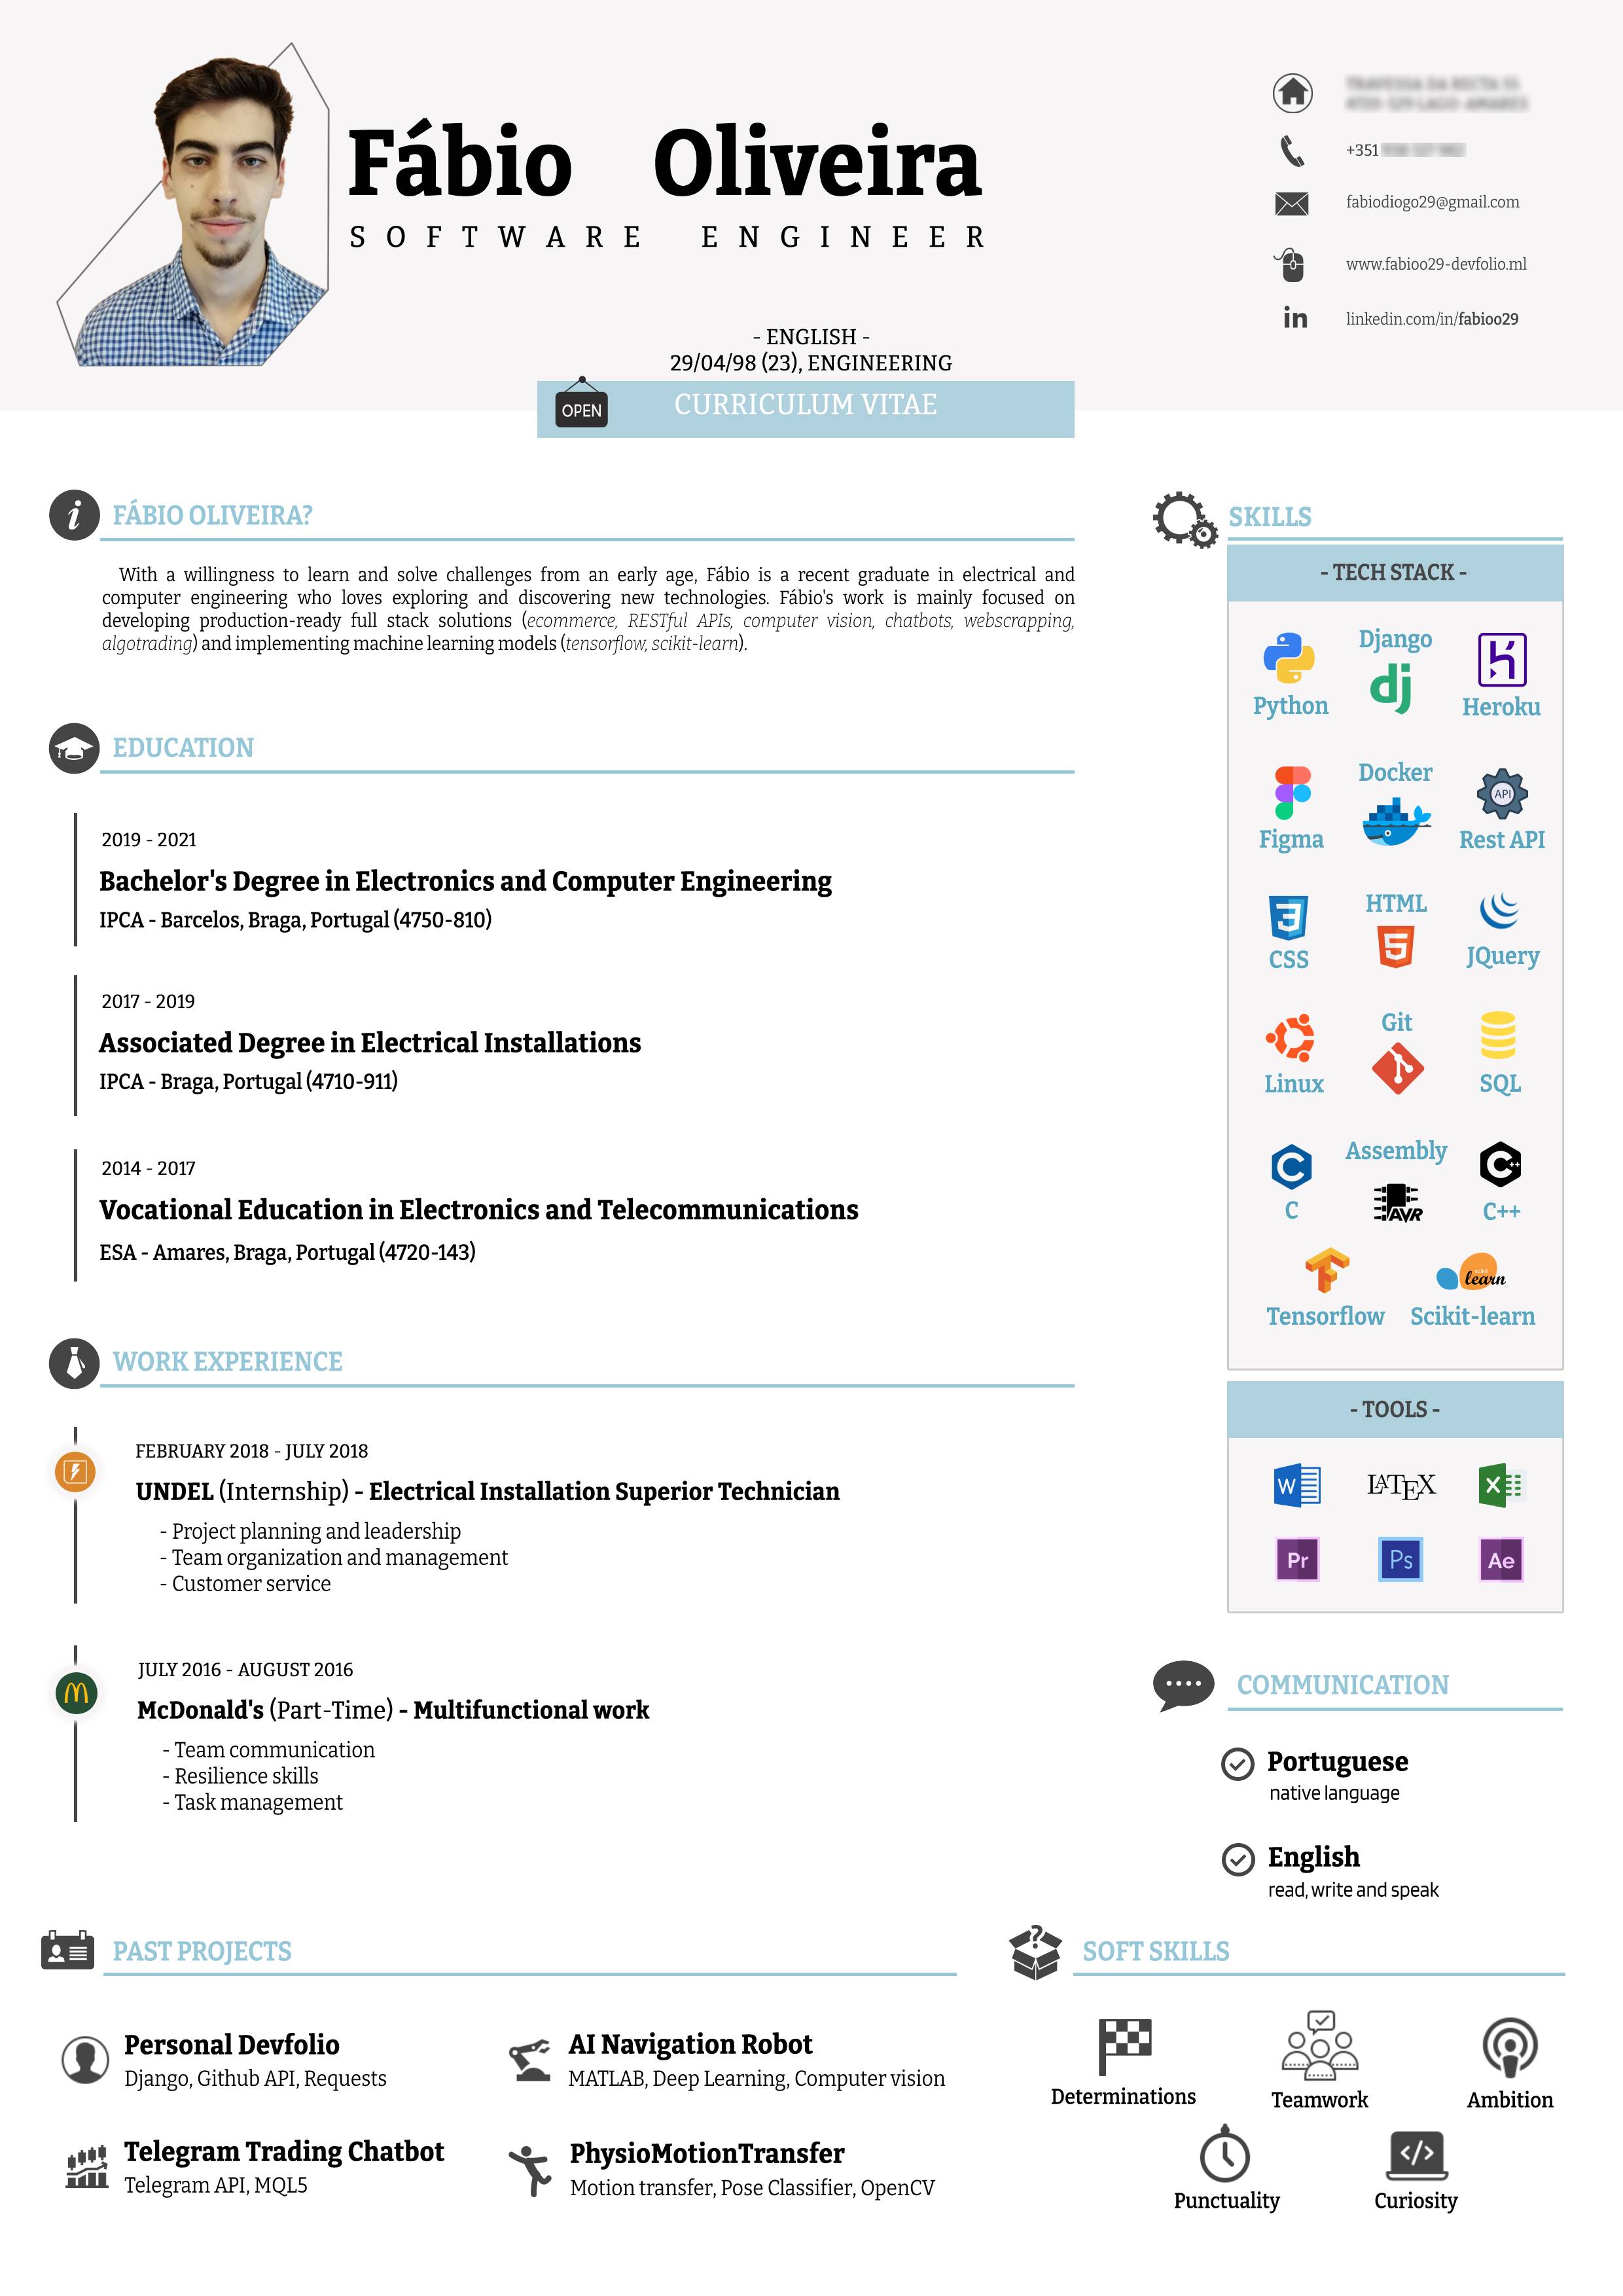 Fábio Oliveira
SOFTWARE ENGINEER
- ENGLISH -
29/04/98 (23), ENGINEERING
OPEN
CURRICULUM VITAE
+351
fabiodiogo29@gmail.com
www.fabioo29-devfolio.ml
in
linkedin.com/in/fabioo29
i
FÁBIO OLIVEIRA?
With a willingness to learn and solve challenges from an early age, Fábio is a recent graduate in electrical and
computer engineering who loves exploring and discovering new technologies. Fábio's work is mainly focused on
developing production-ready full stack solutions (ecommerce, RESTful APIs, computer vision, chatbots, webscrapping,
algotrading) and implementing machine learning models (tensorflow, scikit-learn).
EDUCATION
2019 - 2021
Bachelor's Degree in Electronics and Computer Engineering
IPCA - Barcelos, Braga, Portugal (4750-810)
2017 - 2019
Associated Degree in Electrical Installations
IPCA - Braga, Portugal (4710-911)
2014 - 2017
Vocational Education in Electronics and Telecommunications
ESA - Amares, Braga, Portugal (4720-143)
WORK EXPERIENCE
FEBRUARY 2018 - JULY 2018
UNDEL (Internship) - Electrical Installation Superior Technician
- Project planning and leadership
- Team organization and management
- Customer service
JULY 2016 - AUGUST 2016
McDonald's (Part-Time) - Multifunctional work
- Team communication
- Resilience skills
- Task management
SKILLS
- TECH STACK -
Python
Django
dj
Heroku
Figma
Docker
API
Rest API
3
CSS
HTML
5
JQuery
Linux
Git
SQL
C
C
Assembly
AVR
C++
C++
Tensorflow
learn
Scikit-learn
- TOOLS -
W LATEX X
Pr Ps Ae
COMMUNICATION
Portuguese
native language
English
read, write and speak
PAST PROJECTS
Personal Devfolio
Django, Github API, Requests
AI Navigation Robot
MATLAB, Deep Learning, Computer vision
Telegram Trading Chatbot
Telegram API, MQL5
PhysioMotionTransfer
Motion transfer, Pose Classifier, OpenCV
?
SOFT SKILLS
Determinations
Teamwork
Ambition
Punctuality
</>
Curiosity